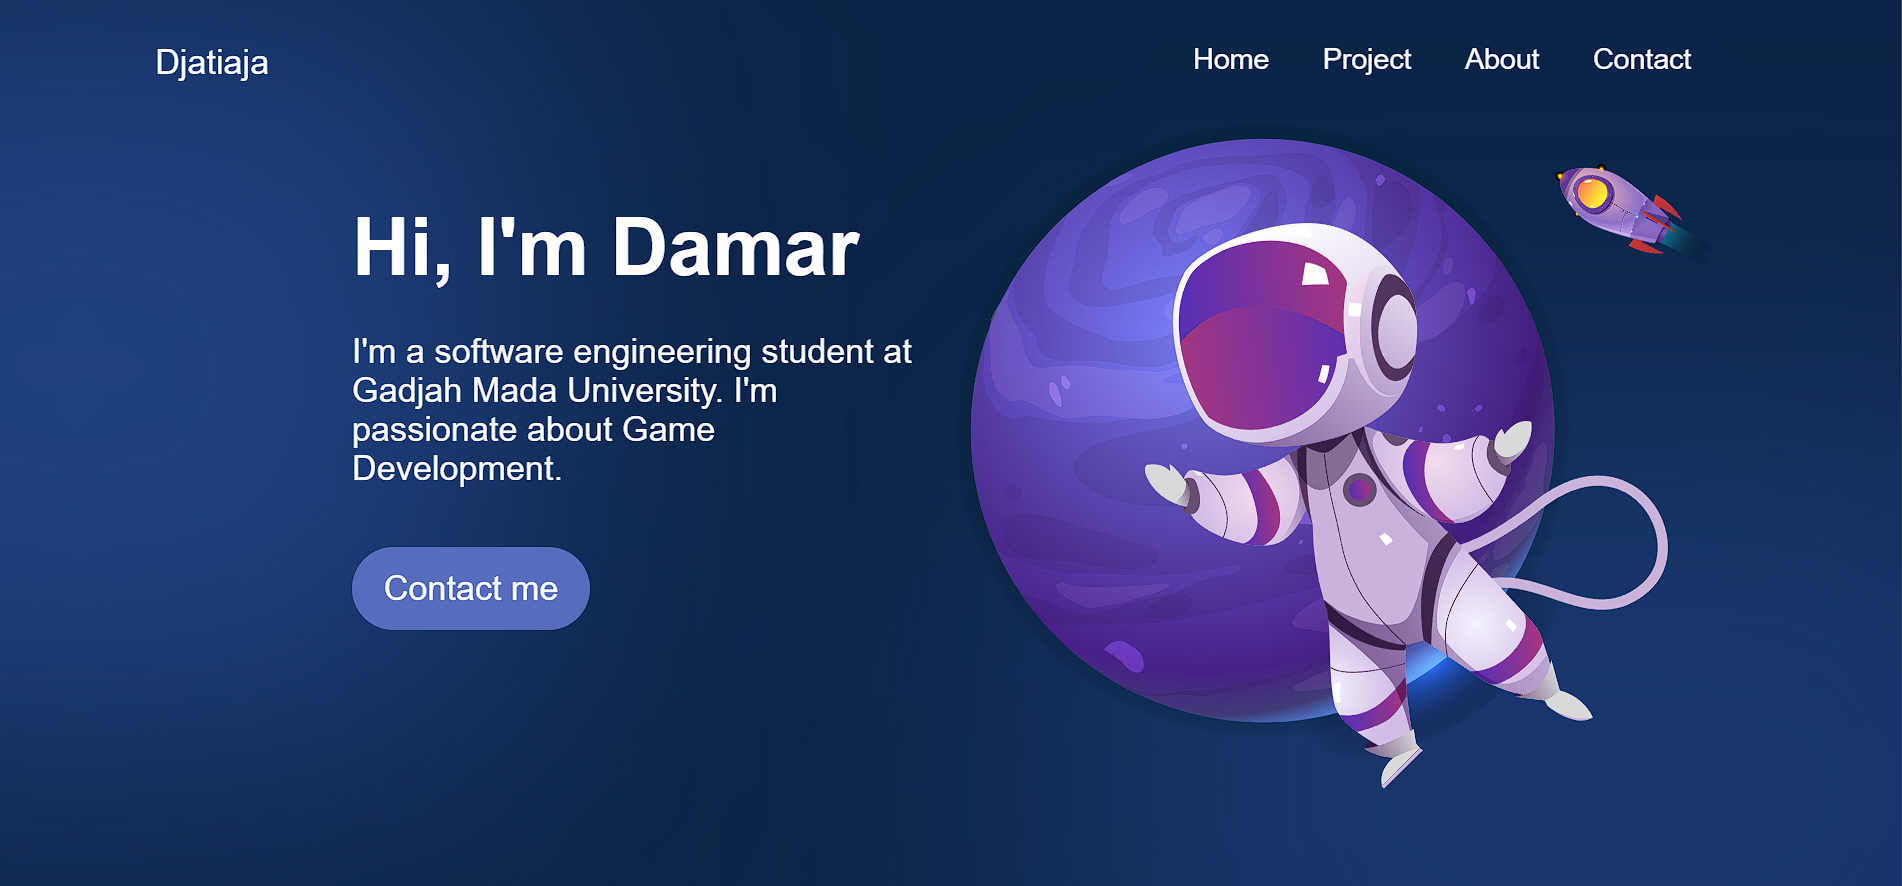 Djatiaja
Home Project About Contact
Hi, I'm Damar
I'm a software engineering student at
Gadjah Mada University. I'm
passionate about Game
Development.
Contact me